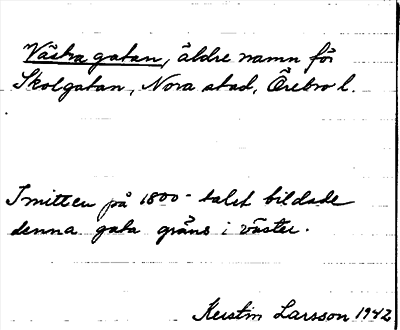 Västra gatan, äldre namn för
Skolgatan, Nora stad, Örebro l.
I mitten på 1800-talet bildade
denna gata gräns i väster.
Kerstin Larsson 1942